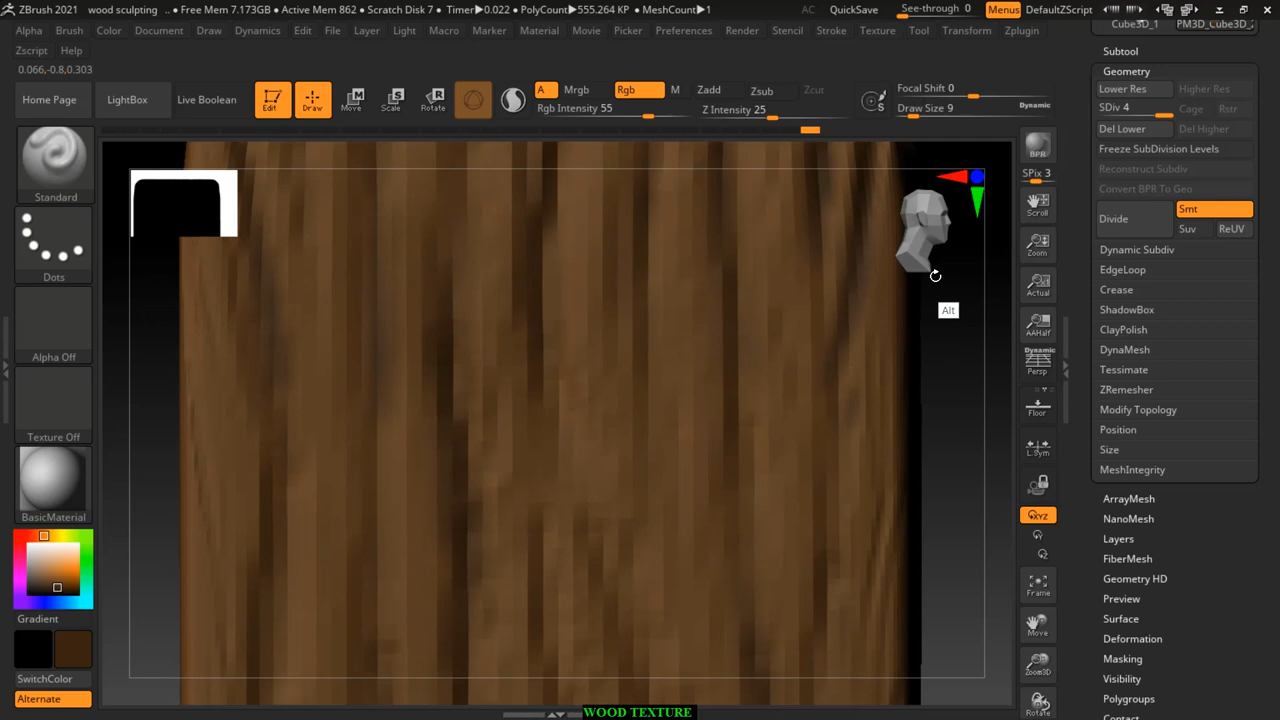 ZBrush 2021 wood sculpting .. • Free Mem 7.173GB • Active Mem 862 • Scratch Disk 7 • Timer▶0.022 • PolyCount▶555.264 KP • MeshCount▶1 AC QuickSave See-through 0 Menus DefaultZScript
Alpha Brush Color Document Draw Dynamics Edit File Layer Light Macro Marker Material Movie Picker Preferences Render Stencil Stroke Texture Tool Transform Zplugin
Zscript Help
0.066,-0.8,0.303
Home Page LightBox Live Boolean Edit Draw Move Scale Rotate A Mrgb Rgb M Zadd Zsub Zcut Focal Shift 0
Rgb Intensity 55 Z Intensity 25 S Draw Size 9 Dynamic
Standard
Dots
Alpha Off
Texture Off
BasicMaterial
Gradient
SwitchColor
Alternate
Alt
WOOD TEXTURE
BPR
SPix 3
Scroll
Zoom
Actual
AAHalf
Dynamic
Persp
Floor
L.Sym
XYZ
Frame
Move
Zoom3D
Rotate
Cube3D_1 PM3D_Cube3D_
Subtool
Geometry
Lower Res Higher Res
SDiv 4 Cage Rstr
Del Lower Del Higher
Freeze SubDivision Levels
Reconstruct Subdiv
Convert BPR To Geo
Divide Smt
Suv ReUV
Dynamic Subdiv
EdgeLoop
Crease
ShadowBox
ClayPolish
DynaMesh
Tessimate
ZRemesher
Modify Topology
Position
Size
MeshIntegrity
ArrayMesh
NanoMesh
Layers
FiberMesh
Geometry HD
Preview
Surface
Deformation
Masking
Visibility
Polygroups
Contact